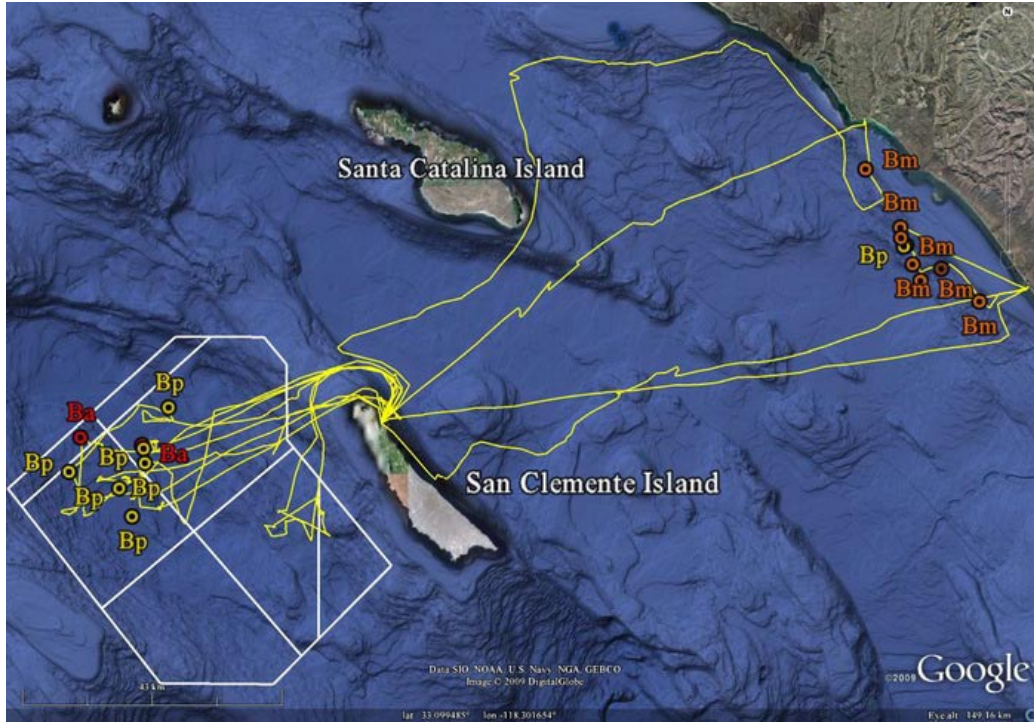 N
Santa Catalina Island
Bm
Bm
Bp
Bm
Bm
Bm
Bm
Bp
Ba
Bp
Bp
Ba
Bp
Bp
Bp
San Clemente Island
Data SIO, NOAA, U.S. Navy, NGA, GEBCO
Image © 2009 DigitalGlobe
©2009 Google
43 km
lat 33.099485° lon -118.301654°
Eye alt 149.16 km